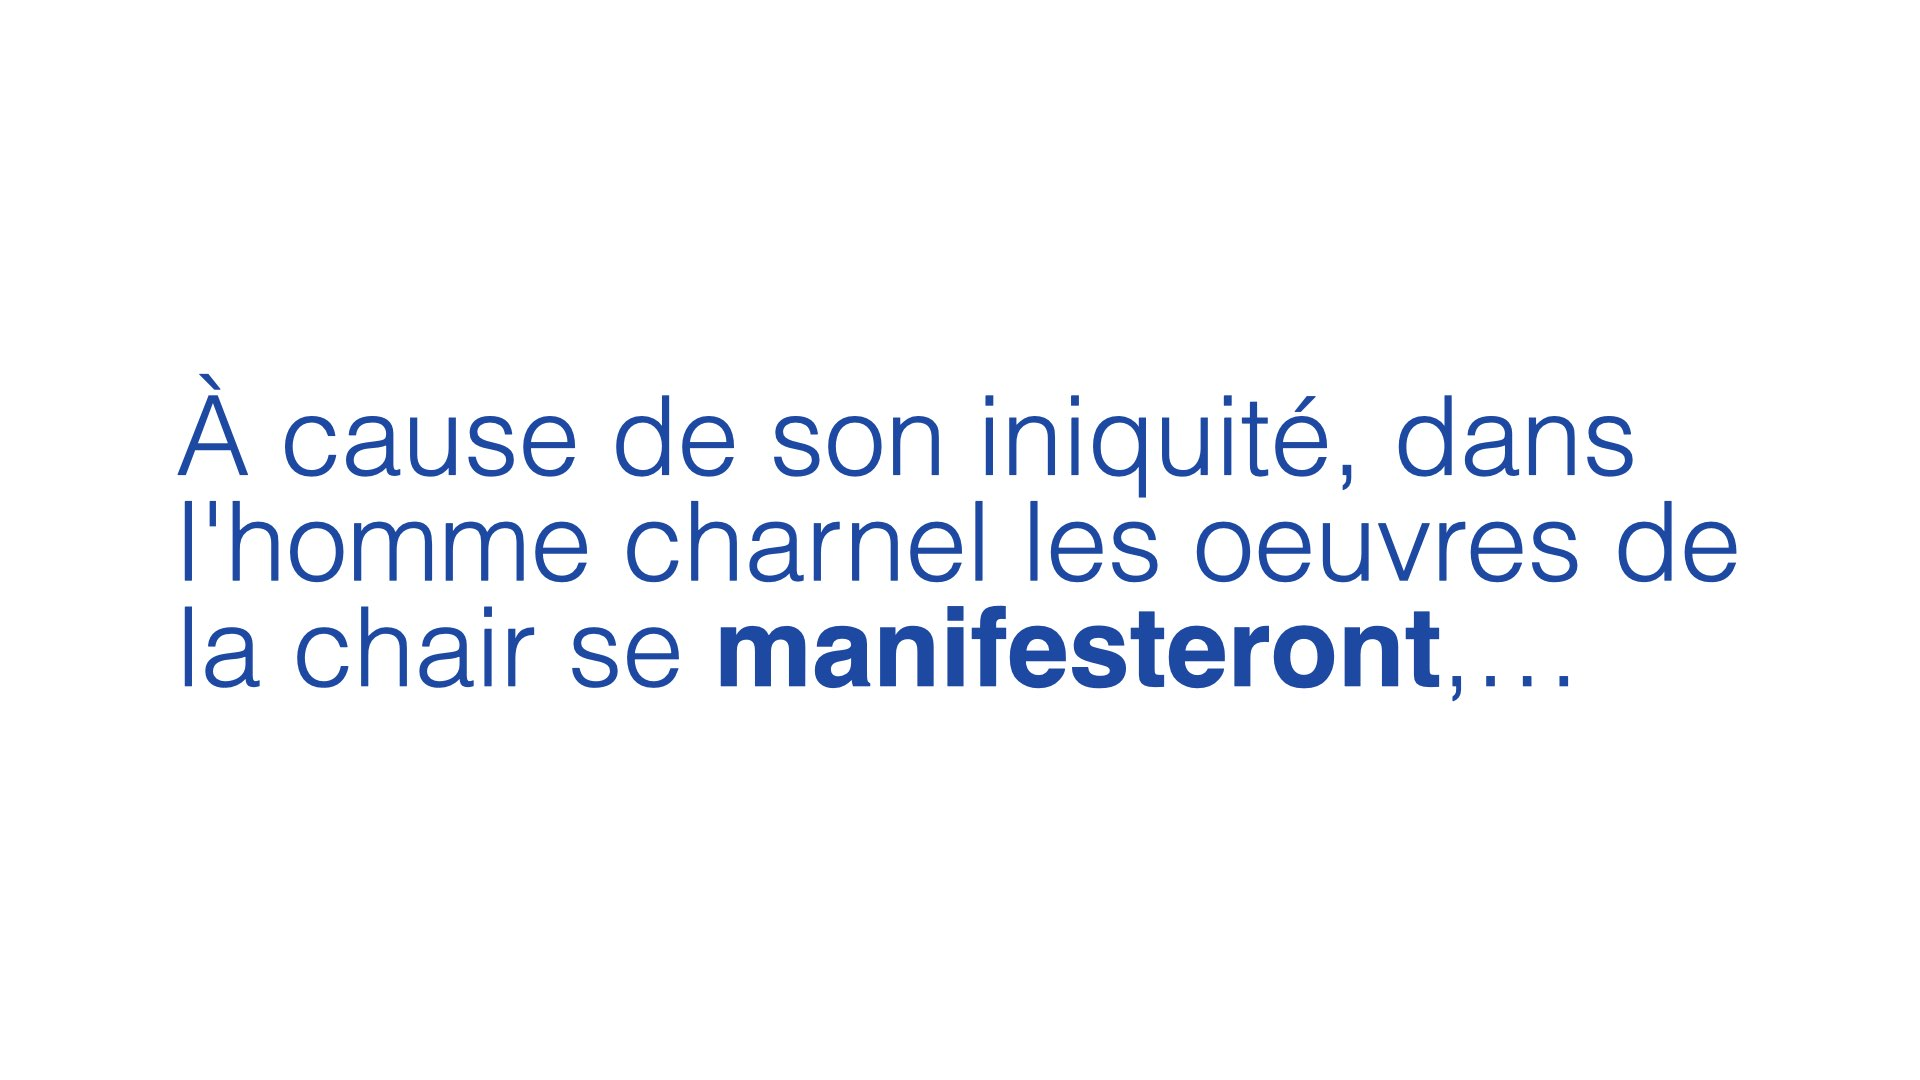 À cause de son iniquité, dans
l'homme charnel les oeuvres de
la chair se manifesteront,…